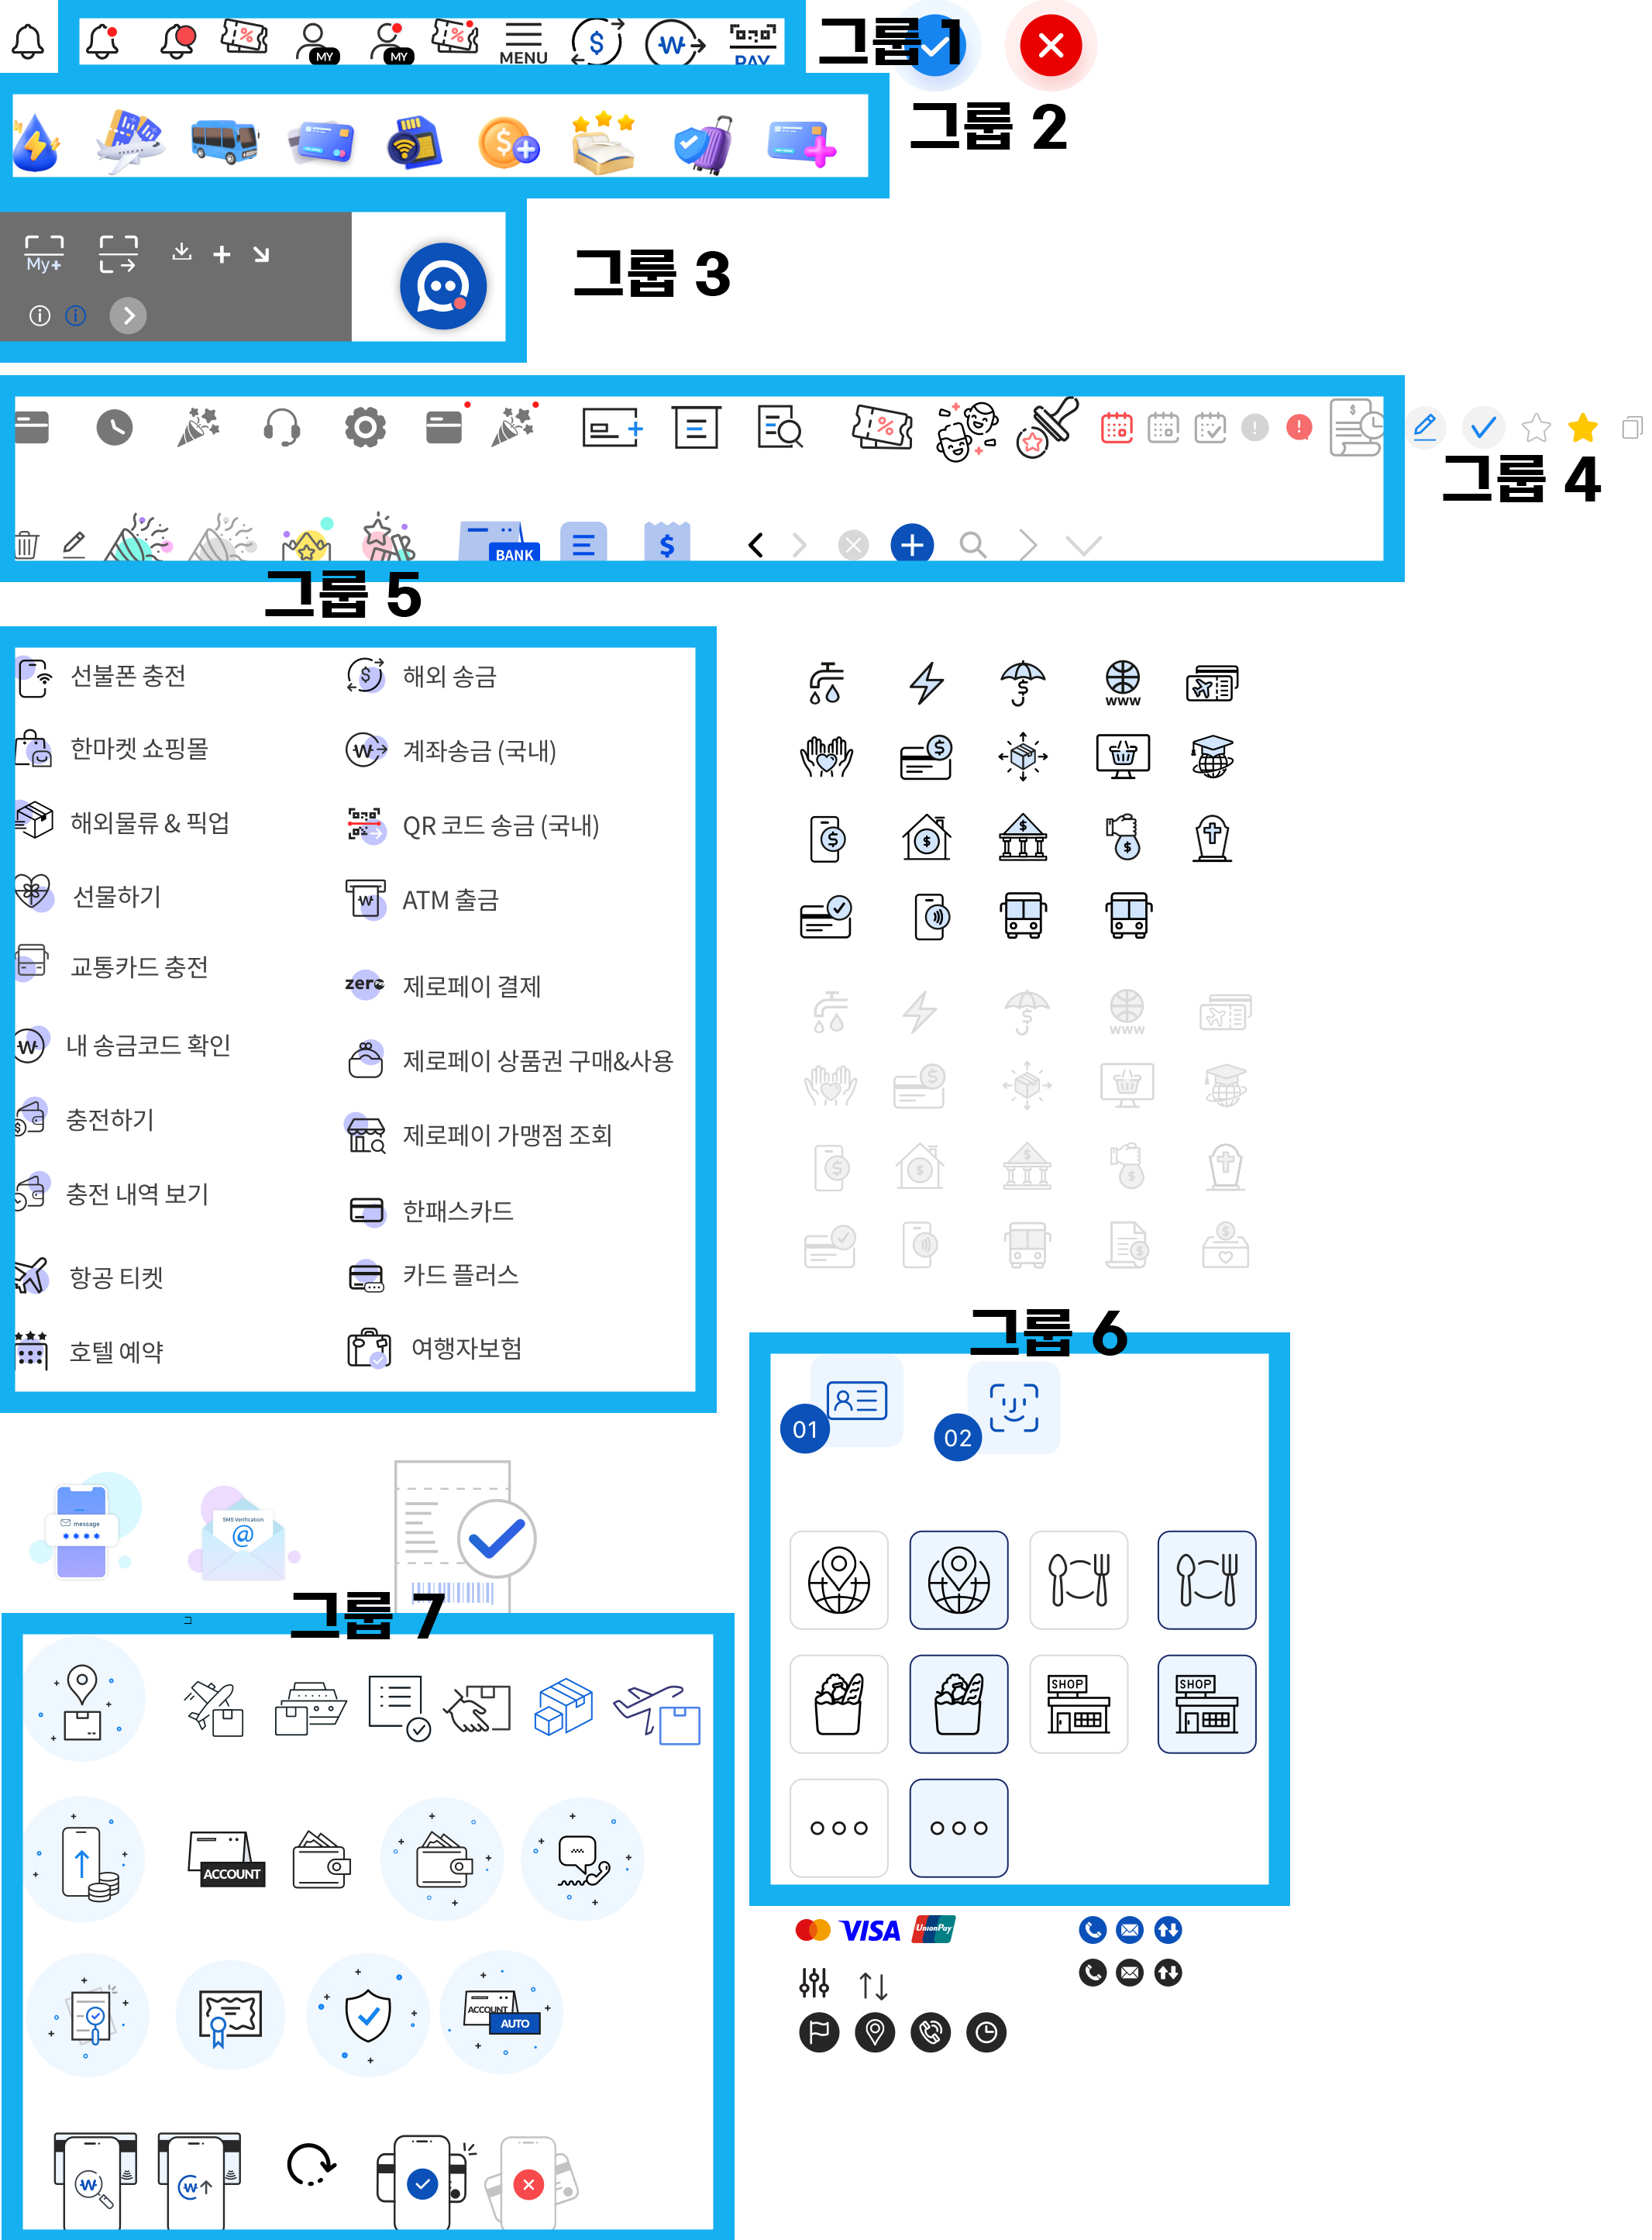 MY
MY
MENU
PAY
그룹 1
그룹 2
My+
그룹 3
그룹 4
BANK
그룹 5
선불폰 충전
해외 송금
한마켓 쇼핑몰
계좌송금 (국내)
해외물류 & 픽업
QR 코드 송금 (국내)
선물하기
ATM 출금
교통카드 충전
zero
제로페이 결제
내 송금코드 확인
제로페이 상품권 구매&사용
충전하기
제로페이 가맹점 조회
충전 내역 보기
한패스카드
항공 티켓
카드 플러스
호텔 예약
여행자보험
www
www
그룹 6
01
02
message
SMS Verification
@
그룹 7
그
SHOP
SHOP
ACCOUNT
VISA
UnionPay
ACCOUNT
AUTO